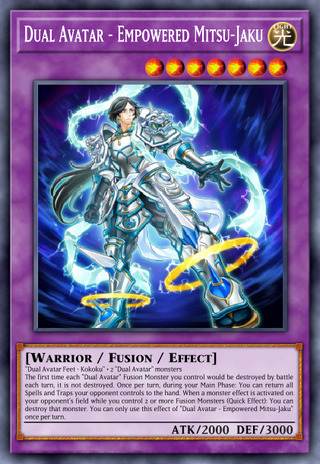 Dual Avatar - Empowered Mitsu-Jaku
LIGHT
光
[Warrior / Fusion / Effect]
"Dual Avatar Feet - Kokoku" + 2 "Dual Avatar" monsters
The first time each "Dual Avatar" Fusion Monster you control would be destroyed by battle
each turn, it is not destroyed. Once per turn, during your Main Phase: You can return all
Spells and Traps your opponent controls to the hand. When a monster effect is activated on
your opponent's field while you control 2 or more Fusion Monsters (Quick Effect): You can
destroy that monster. You can only use this effect of "Dual Avatar - Empowered Mitsu-Jaku"
once per turn.
ATK/2000 DEF/3000